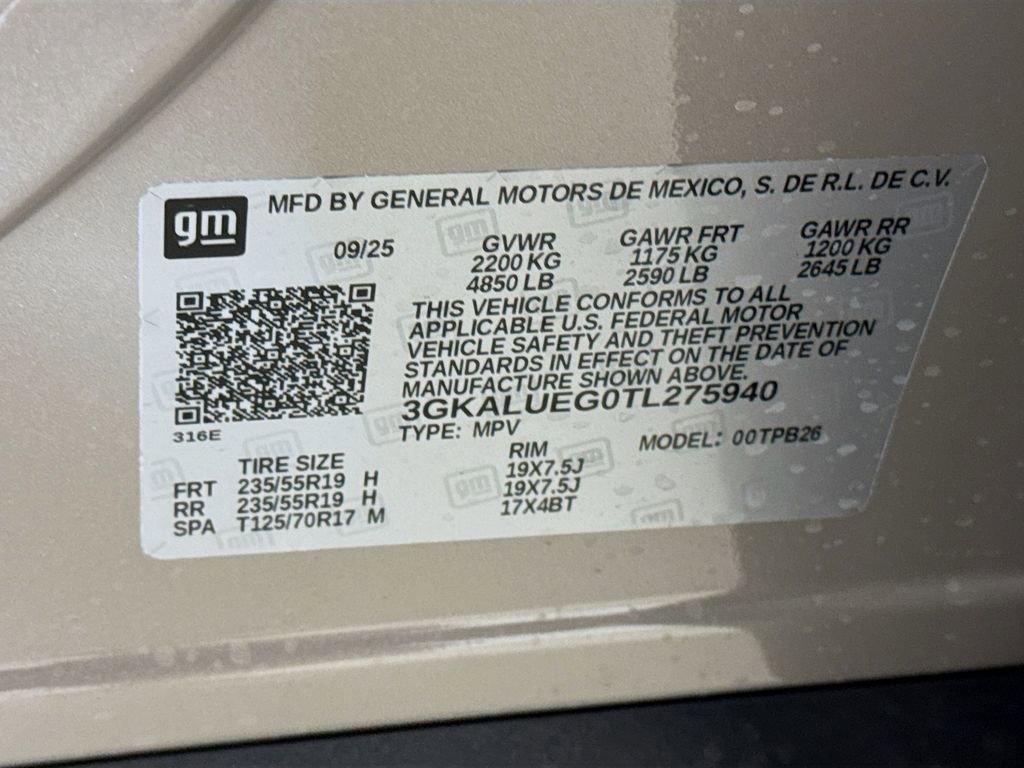 gm
MFD BY GENERAL MOTORS DE MEXICO, S. DE R.L. DE C.V.
09/25
GVWR
2200 KG
4850 LB
GAWR FRT
1175 KG
2590 LB
GAWR RR
1200 KG
2645 LB
THIS VEHICLE CONFORMS TO ALL
APPLICABLE U.S. FEDERAL MOTOR
VEHICLE SAFETY AND THEFT PREVENTION
STANDARDS IN EFFECT ON THE DATE OF
MANUFACTURE SHOWN ABOVE.
3GKALUEG0TL275940
TYPE: MPV
MODEL: 00TPB26
316E
TIRE SIZE RIM
FRT 235/55R19 H 19X7.5J
RR 235/55R19 H 19X7.5J
SPA T125/70R17 M 17X4BT